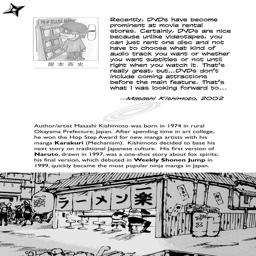 岸本斉史
Recently, DVDs have become
prominent at movie rental
stores. Certainly, DVDs are nice
because unlike videotapes, you
can just rent one disc and not
have to choose what kind of
audio track you want or whether
you want subtitles or not until
right when you watch it. That's
really great, but...DVDs don't
include coming attractions
before the main feature. That's
what I was looking forward to...
—Masashi Kishimoto, 2002
Author/artist Masashi Kishimoto was born in 1974 in rural
Okayama Prefecture, Japan. After spending time in art college,
he won the Hop Step Award for new manga artists with his
manga Karakuri (Mechanism). Kishimoto decided to base his
next story on traditional Japanese culture. His first version of
Naruto, drawn in 1997, was a one-shot story about fox spirits;
his final version, which debuted in Weekly Shonen Jump in
1999, quickly became the most popular ninja manga in Japan.
ラーメン楽